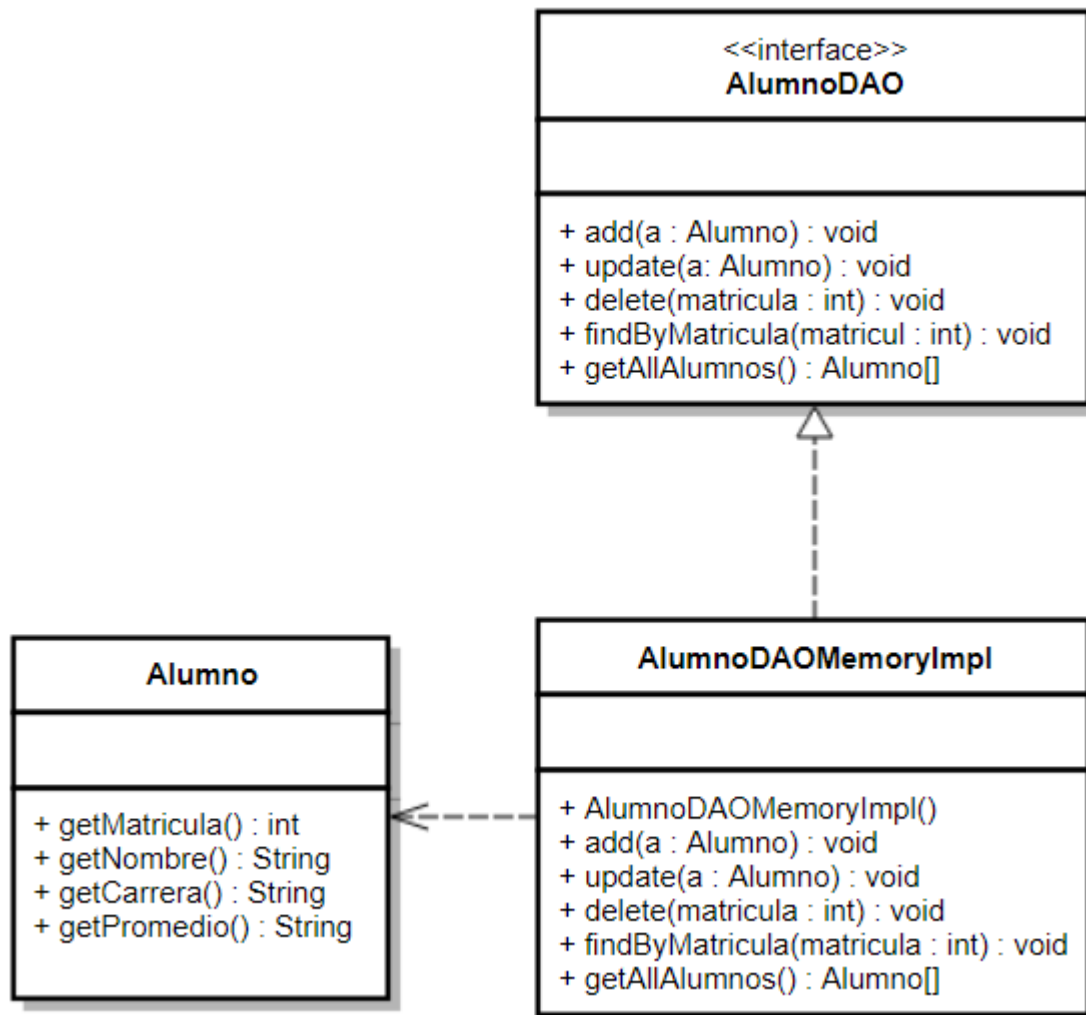 <<interface>>
AlumnoDAO
+ add(a : Alumno) : void
+ update(a: Alumno) : void
+ delete(matricula : int) : void
+ findByMatricula(matricul : int) : void
+ getAllAlumnos() : Alumno[]
Alumno
+ getMatricula() : int
+ getNombre() : String
+ getCarrera() : String
+ getPromedio() : String
AlumnoDAOMemoryImpl
+ AlumnoDAOMemoryImpl()
+ add(a : Alumno) : void
+ update(a : Alumno) : void
+ delete(matricula : int) : void
+ findByMatricula(matricula : int) : void
+ getAllAlumnos() : Alumno[]